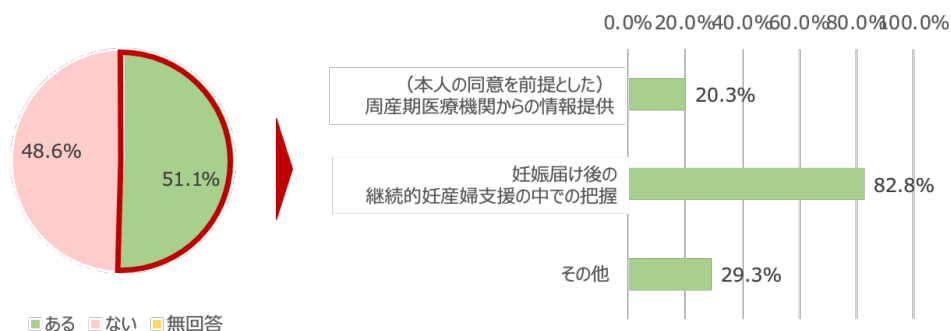 48.6%
51.1%
■ある ■ない ■無回答
0.0% 20.0% 40.0% 60.0% 80.0% 100.0%
（本人の同意を前提とした）
周産期医療機関からの情報提供
20.3%
妊娠届け後の
継続的妊産婦支援の中での把握
82.8%
その他
29.3%